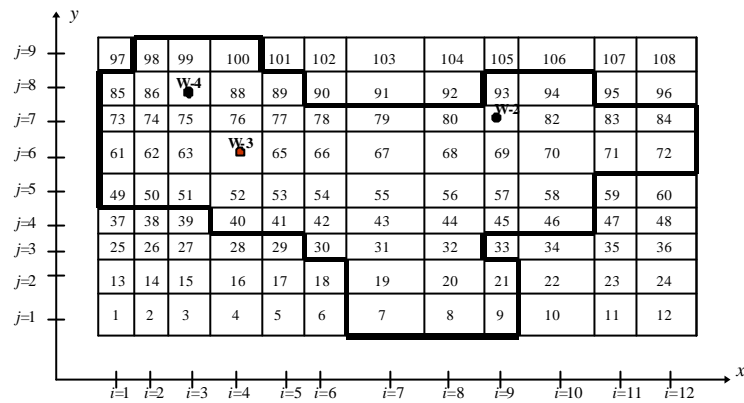 y
j=9 97 98 99 100 101 102 103 104 105 106 107 108
W-4
j=8 85 86 87 88 89 90 91 92 93 94 95 96
W-2
j=7 73 74 75 76 77 78 79 80 82 83 84
W-3
j=6 61 62 63 65 66 67 68 69 70 71 72
j=5 49 50 51 52 53 54 55 56 57 58 59 60
j=4 37 38 39 40 41 42 43 44 45 46 47 48
j=3 25 26 27 28 29 30 31 32 33 34 35 36
j=2 13 14 15 16 17 18 19 20 21 22 23 24
j=1 1 2 3 4 5 6 7 8 9 10 11 12
x
i=1 i=2 i=3 i=4 i=5 i=6 i=7 i=8 i=9 i=10 i=11 i=12